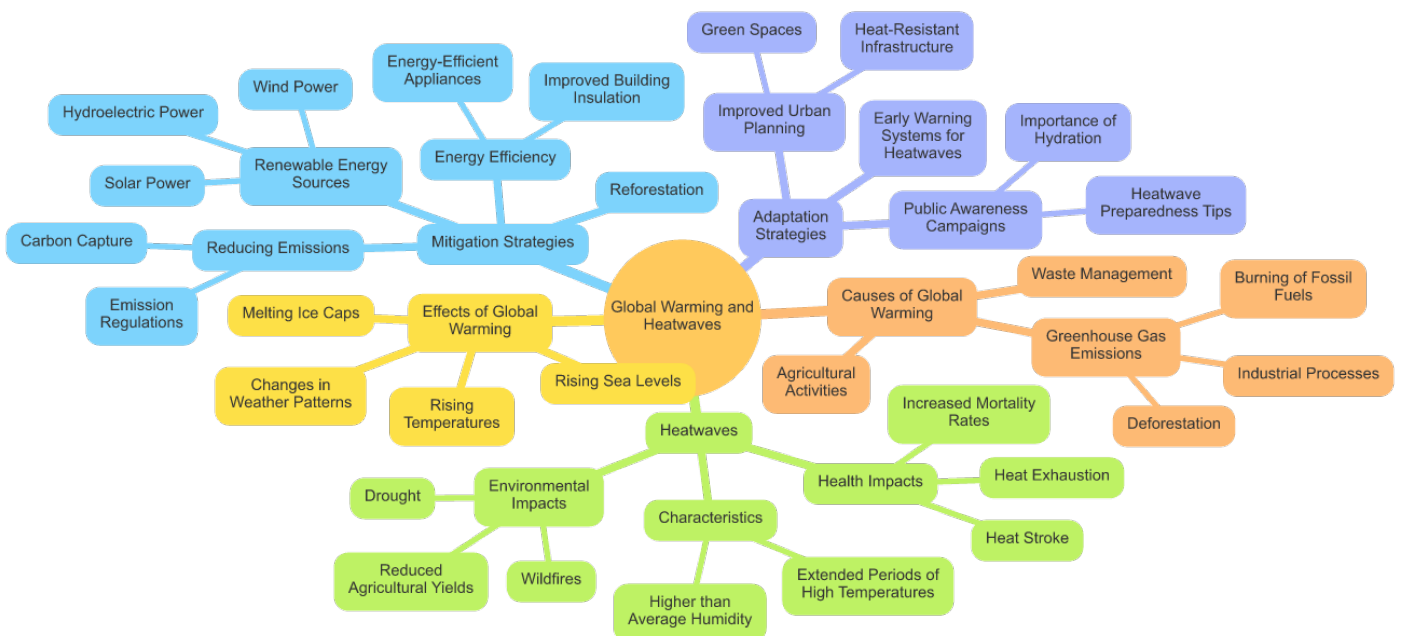 Global Warming and
Heatwaves
Mitigation Strategies
Renewable Energy
Sources
Wind Power
Hydroelectric Power
Solar Power
Energy Efficiency
Energy-Efficient
Appliances
Improved Building
Insulation
Reforestation
Reducing Emissions
Carbon Capture
Emission
Regulations
Adaptation
Strategies
Improved Urban
Planning
Green Spaces
Heat-Resistant
Infrastructure
Early Warning
Systems for
Heatwaves
Public Awareness
Campaigns
Importance of
Hydration
Heatwave
Preparedness Tips
Effects of Global
Warming
Melting Ice Caps
Changes in
Weather Patterns
Rising
Temperatures
Rising Sea Levels
Causes of Global
Warming
Waste Management
Greenhouse Gas
Emissions
Burning of Fossil
Fuels
Industrial Processes
Deforestation
Agricultural
Activities
Heatwaves
Environmental
Impacts
Drought
Reduced
Agricultural Yields
Wildfires
Characteristics
Higher than
Average Humidity
Extended Periods of
High Temperatures
Health Impacts
Increased Mortality
Rates
Heat Exhaustion
Heat Stroke